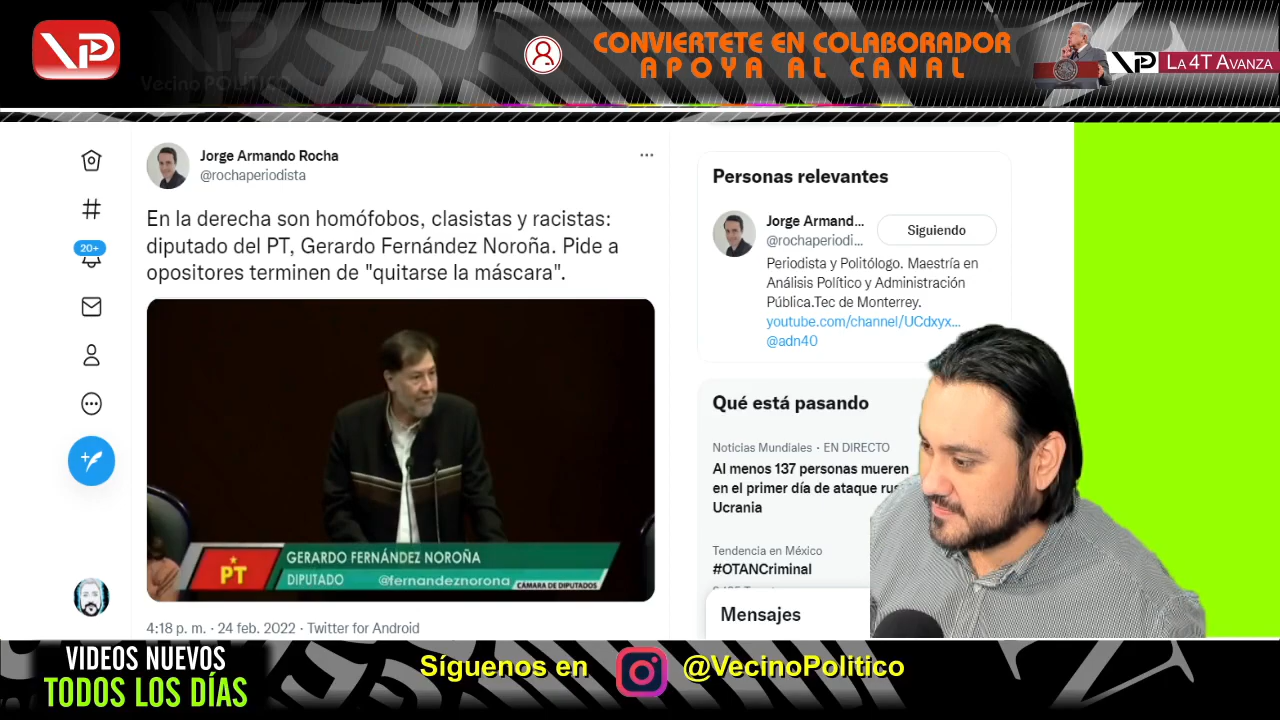 VP
Vecino POLÍTICO
CONVIERTETE EN COLABORADOR
APOYA AL CANAL
VP LA 4T AVANZA
Jorge Armando Rocha
@rochaperiodista
En la derecha son homófobos, clasistas y racistas:
diputado del PT, Gerardo Fernández Noroña. Pide a
opositores terminen de "quitarse la máscara".
20+
PT
GERARDO FERNÁNDEZ NOROÑA
DIPUTADO @fernandeznorona CÁMARA DE DIPUTADOS
4:18 p. m. · 24 feb. 2022 · Twitter for Android
Personas relevantes
Jorge Armand...
@rochaperiodi...
Siguiendo
Periodista y Politólogo. Maestría en
Análisis Político y Administración
Pública.Tec de Monterrey.
youtube.com/channel/UCdxyx...
@adn40
Qué está pasando
Noticias Mundiales · EN DIRECTO
Al menos 137 personas mueren
en el primer día de ataque
Ucrania
Tendencia en México
#OTANCriminal
Mensajes
VIDEOS NUEVOS
TODOS LOS DÍAS
Síguenos en @VecinoPolitico